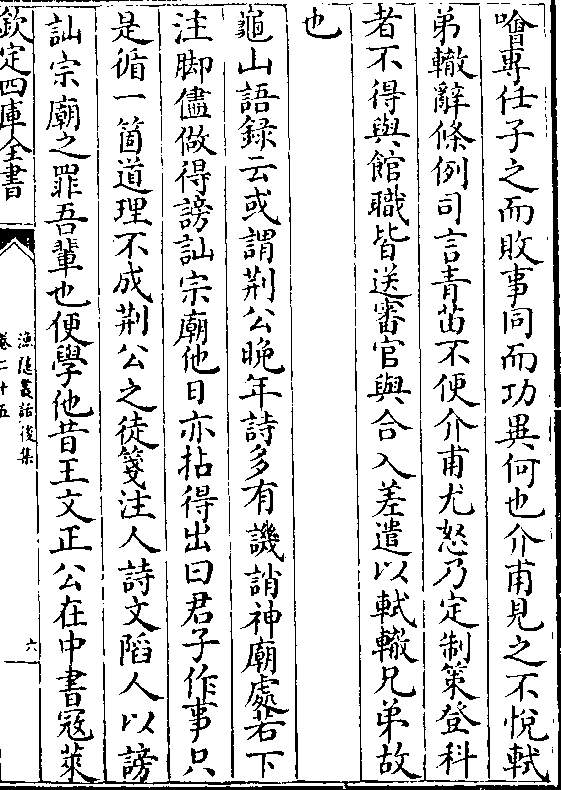 噲專任子之而敗事同而功異何也介甫見之不悅軾
弟轍辭條例司言青苗不便介甫尤怒乃定制策登科
者不得與館職皆送審官與合入差遣以軾轍兄弟故
也
龜山語録云或謂荆公晚年詩多有譏誚神廟處若下
注脚儘做得謗訕宗廟他日亦拈得出曰君子作事只
是循一箇道理不成荆公之徒箋注人詩文䧟人以謗
訕宗廟之罪吾輩也便學他昔王文正公在中書冦萊
欽定四庫全書
漁隠叢話後集
卷二十五
六